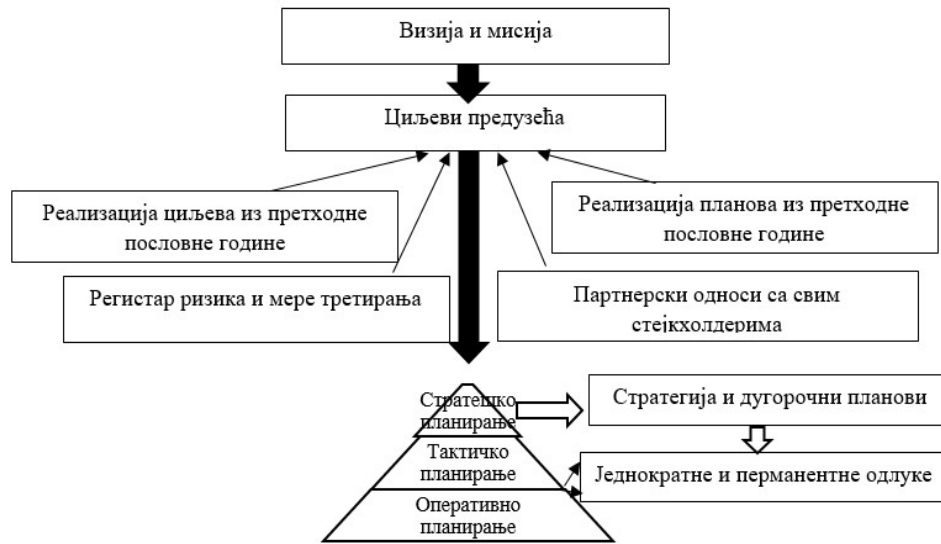 Визија и мисија
Циљеви предузећа
Реализација циљева из претходне
пословне године
Реализација планова из претходне
пословне године
Регистар ризика и мере третирања
Партнерски односи са свим
стејкхолдерима
Стратешко
планирање
Стратегија и дугорочни планови
Тактичко
планирање
Једнократне и перманентне одлуке
Оперативно
планирање